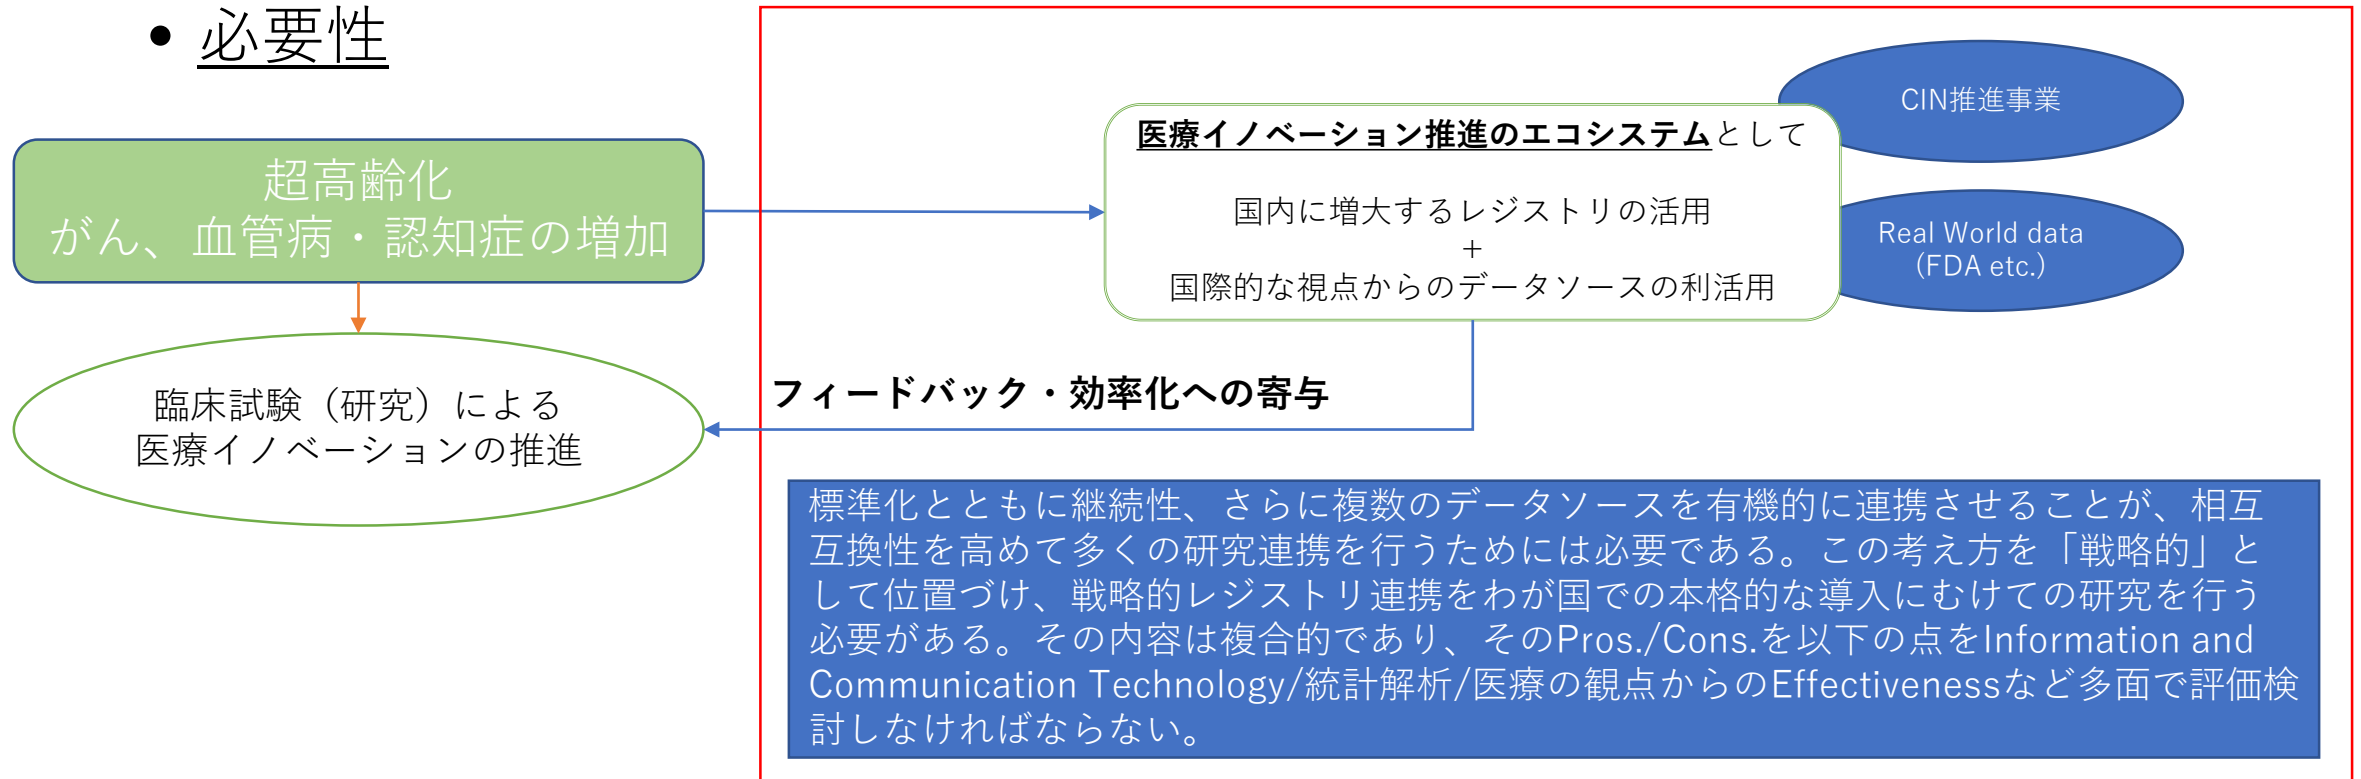 • 必要性
超高齢化
がん、血管病・認知症の増加
臨床試験（研究）による
医療イノベーションの推進
医療イノベーション推進のエコシステムとして
国内に増大するレジストリの活用
+
国際的な視点からのデータソースの利活用
CIN推進事業
Real World data
(FDA etc.)
フィードバック・効率化への寄与
標準化とともに継続性、さらに複数のデータソースを有機的に連携させることが、相互
互換性を高めて多くの研究連携を行うためには必要である。この考え方を「戦略的」と
して位置づけ、戦略的レジストリ連携をわが国での本格的な導入にむけての研究を行う
必要がある。その内容は複合的であり、そのPros./Cons.を以下の点をInformation and
Communication Technology/統計解析/医療の観点からのEffectivenessなど多面で評価検
討しなければならない。